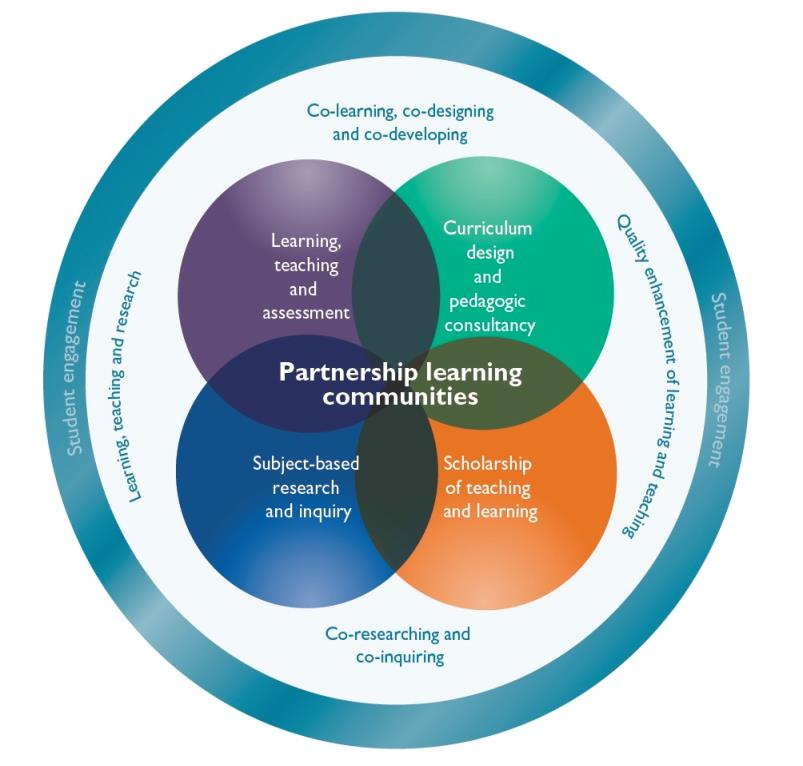 Co-learning, co-designing
and co-developing
Student engagement
Learning, teaching and research
Learning,
teaching
and
assessment
Curriculum
design
and
pedagogic
consultancy
Quality enhancement of learning and teaching
Student engagement
Partnership learning
communities
Subject-based
research
and inquiry
Scholarship
of teaching
and learning
Co-researching and
co-inquiring